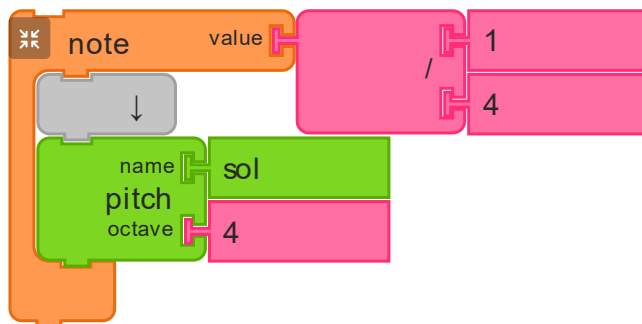 note value 1
/
4
↓
name sol
pitch
octave 4